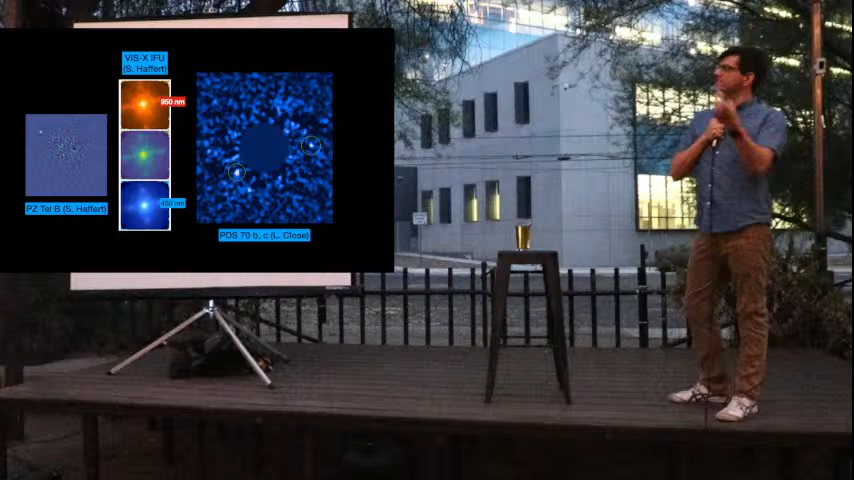 VIS-X IFU
(S. Haffert)
950 nm
450 nm
PZ Tel B (S. Haffert)
PDS 70 b, c (L. Close)